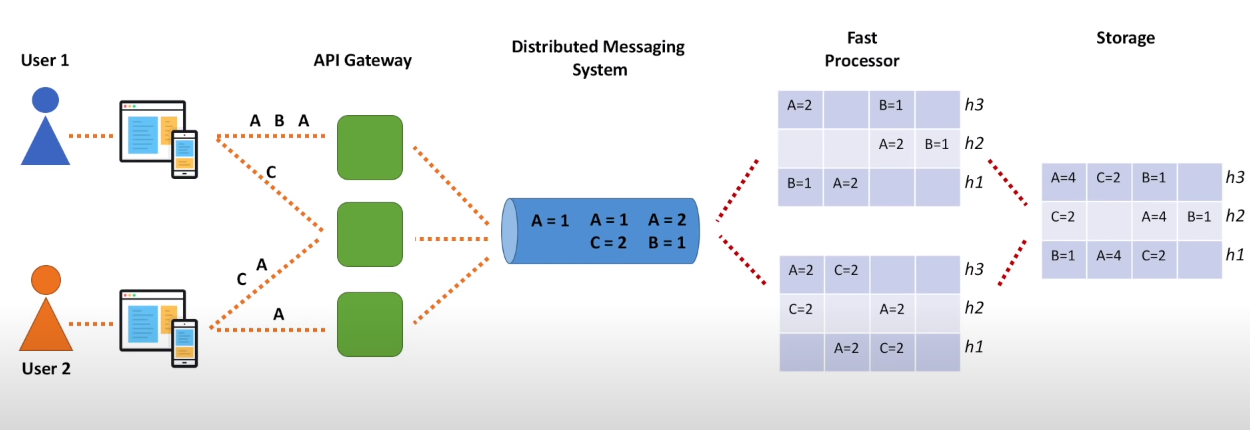 User 1
API Gateway
Distributed Messaging
System
Fast
Processor
Storage
A B A
C
A
C
A
User 2
A = 1 A = 1 A = 2
C = 2 B = 1
A=2 B=1 h3
A=2 B=1 h2
B=1 A=2 h1
A=2 C=2 h3
C=2 A=2 h2
A=2 C=2 h1
A=4 C=2 B=1 h3
C=2 A=4 B=1 h2
B=1 A=4 C=2 h1